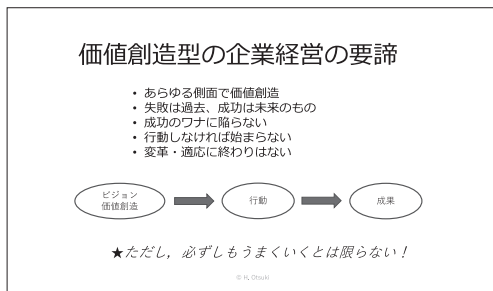 価値創造型の企業経営の要諦
• あらゆる側面で価値創造
• 失敗は過去、成功は未来のもの
• 成功のワナに陥らない
• 行動しなければ始まらない
• 変革・適応に終わりはない
ビジョン
価値創造
行動
成果
★ただし，必ずしもうまくいくとは限らない！
© H, Otsuki